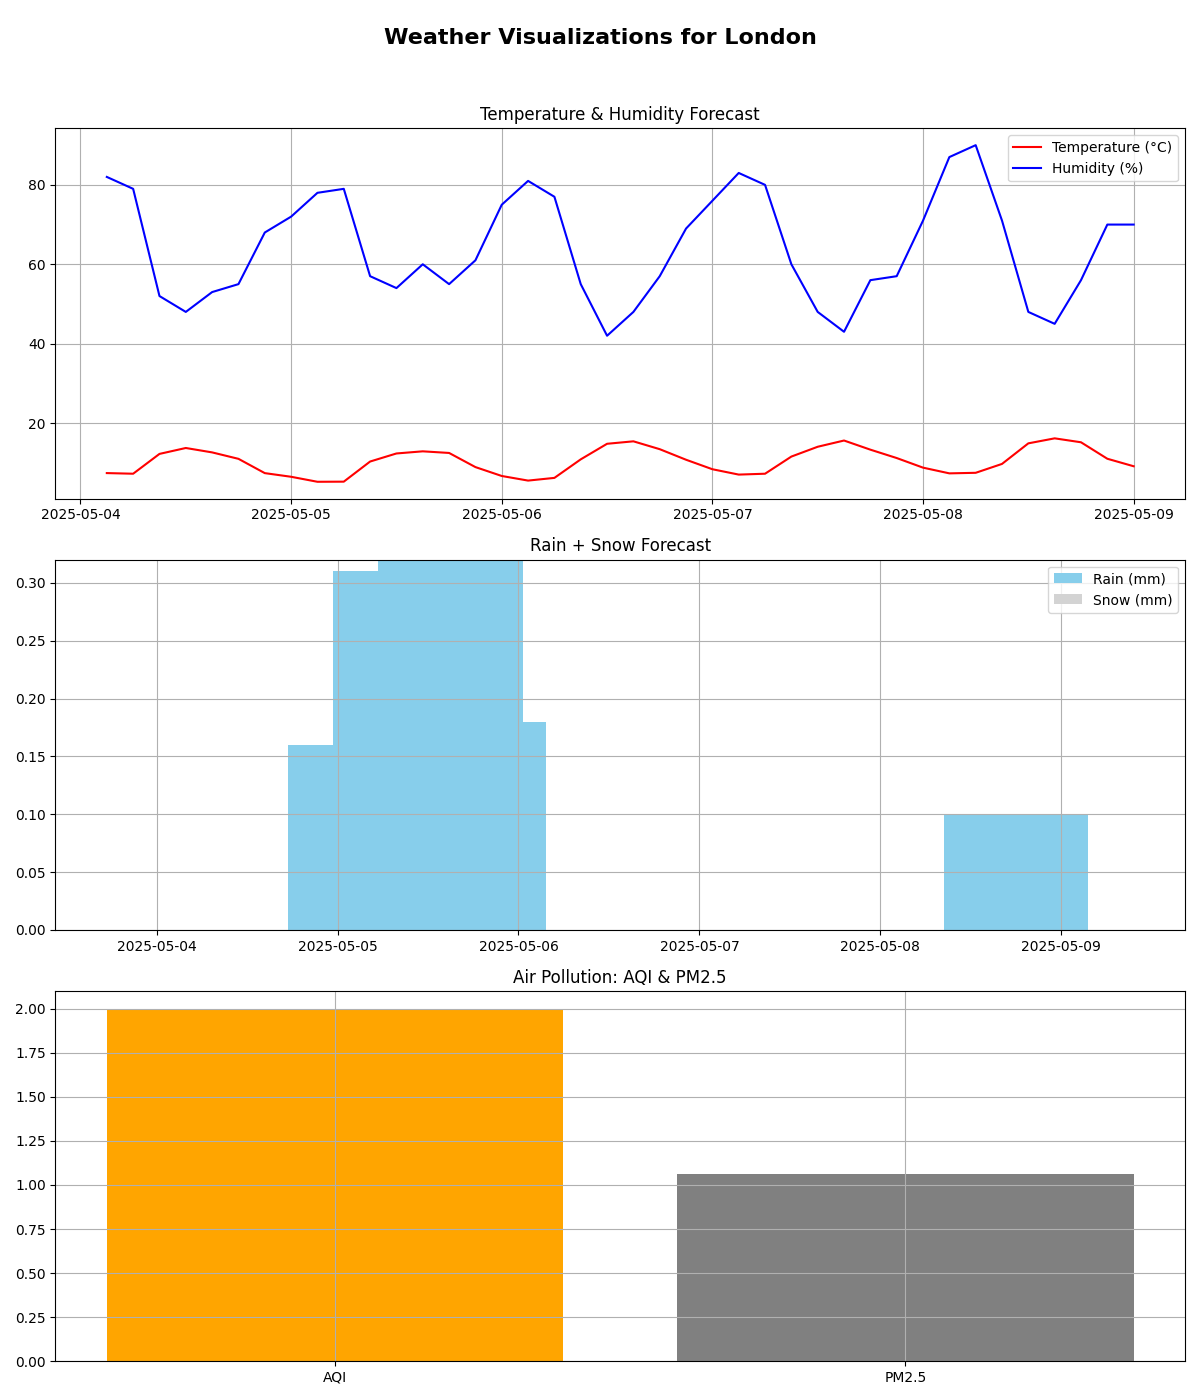 Weather Visualizations for London
Temperature & Humidity Forecast
Temperature (°C)
Humidity (%)
80
60
40
20
2025-05-04 2025-05-05 2025-05-06 2025-05-07 2025-05-08 2025-05-09
Rain + Snow Forecast
Rain (mm)
Snow (mm)
0.30
0.25
0.20
0.15
0.10
0.05
0.00
2025-05-04 2025-05-05 2025-05-06 2025-05-07 2025-05-08 2025-05-09
Air Pollution: AQI & PM2.5
2.00
1.75
1.50
1.25
1.00
0.75
0.50
0.25
0.00
AQI PM2.5